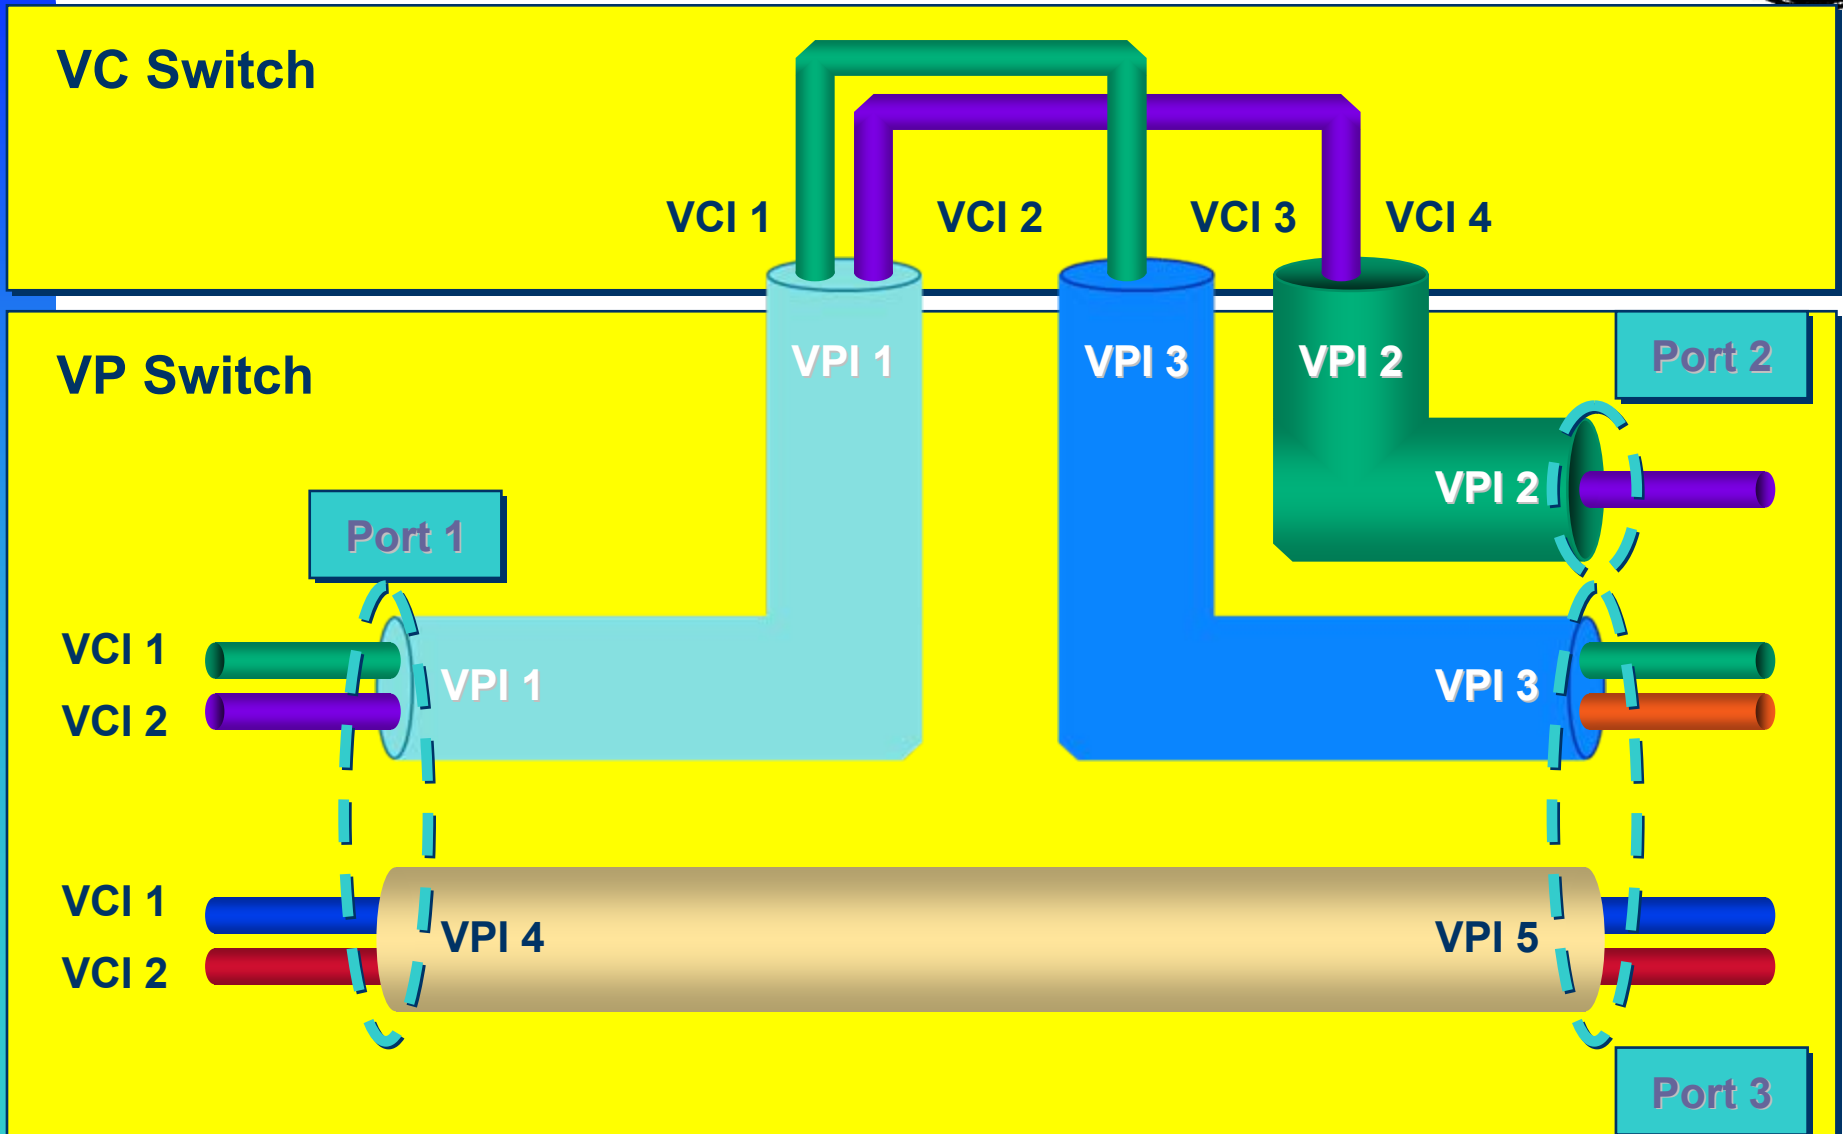 VC Switch
VCI 1
VCI 2
VCI 3
VCI 4
VP Switch
VPI 1
VPI 3
VPI 2
Port 2
VPI 2
Port 1
VCI 1
VPI 1
VPI 3
VCI 2
VCI 1
VPI 4
VPI 5
VCI 2
Port 3